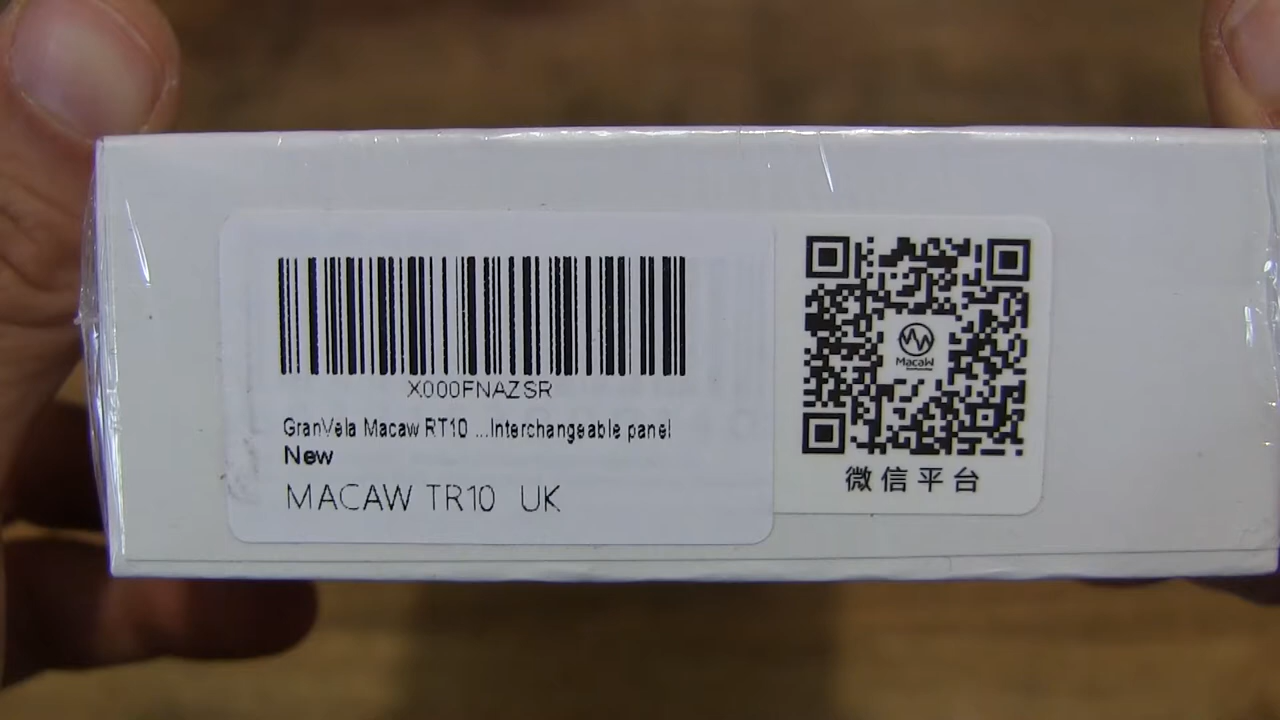 X000FNAZSR
GranVela Macaw RT10 ...Interchangeable panel
New
MACAW TR10 UK
Macaw
微信平台